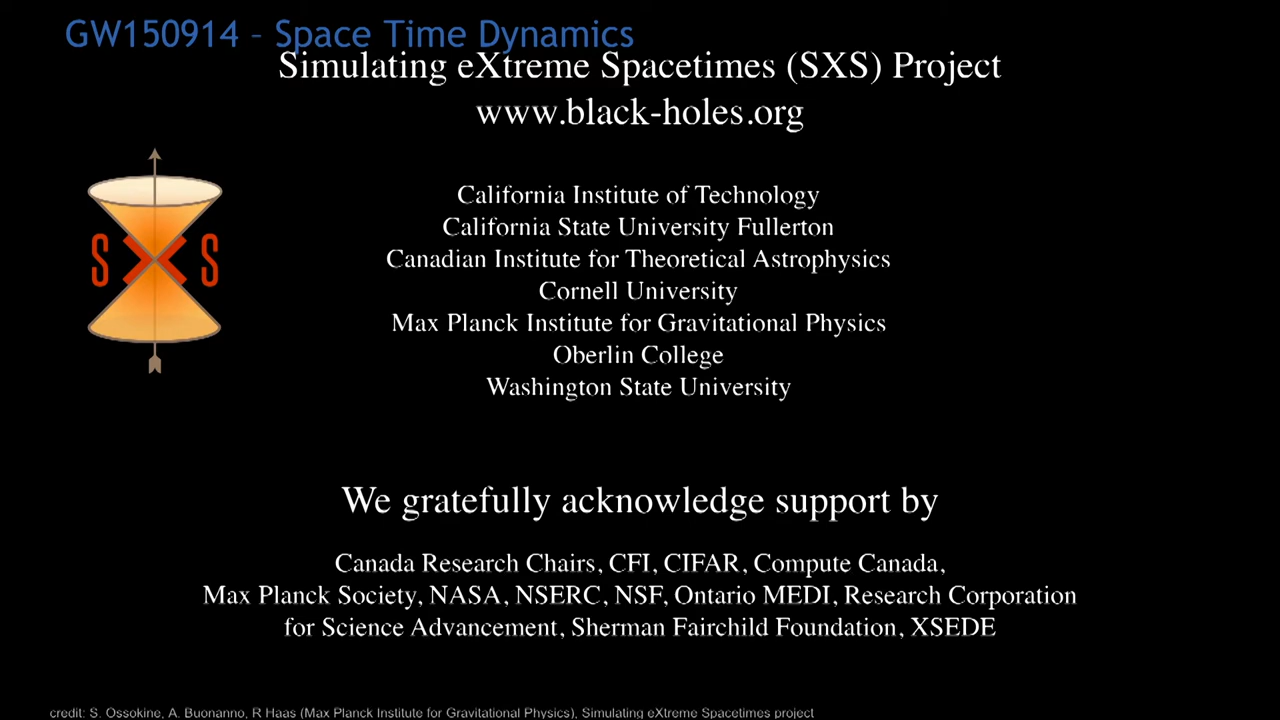 GW150914 – Space Time Dynamics
Simulating eXtreme Spacetimes (SXS) Project
www.black-holes.org
SXS
California Institute of Technology
California State University Fullerton
Canadian Institute for Theoretical Astrophysics
Cornell University
Max Planck Institute for Gravitational Physics
Oberlin College
Washington State University
We gratefully acknowledge support by
Canada Research Chairs, CFI, CIFAR, Compute Canada,
Max Planck Society, NASA, NSERC, NSF, Ontario MEDI, Research Corporation
for Science Advancement, Sherman Fairchild Foundation, XSEDE
credit: S. Ossokine, A. Buonanno, R Haas (Max Planck Institute for Gravitational Physics), Simulating eXtreme Spacetimes project